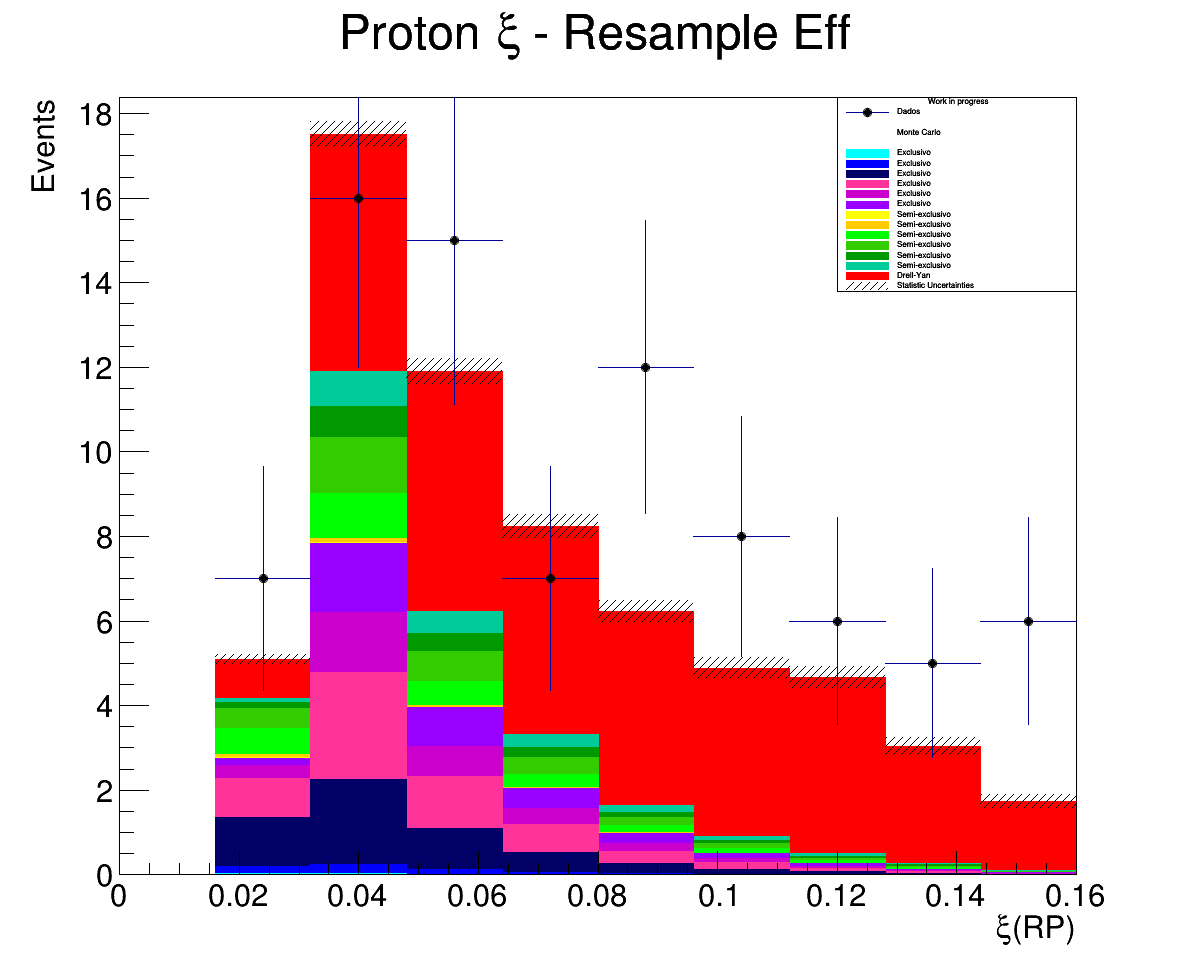 Proton ξ - Resample Eff
Events
18
16
14
12
10
8
6
4
2
0
0 0.02 0.04 0.06 0.08 0.1 0.12 0.14 0.16
ξ(RP)
Work in progress
Dados
Monte Carlo
Exclusivo
Exclusivo
Exclusivo
Exclusivo
Exclusivo
Exclusivo
Semi-exclusivo
Semi-exclusivo
Semi-exclusivo
Semi-exclusivo
Semi-exclusivo
Semi-exclusivo
Drell-Yan
Statistic Uncertainties